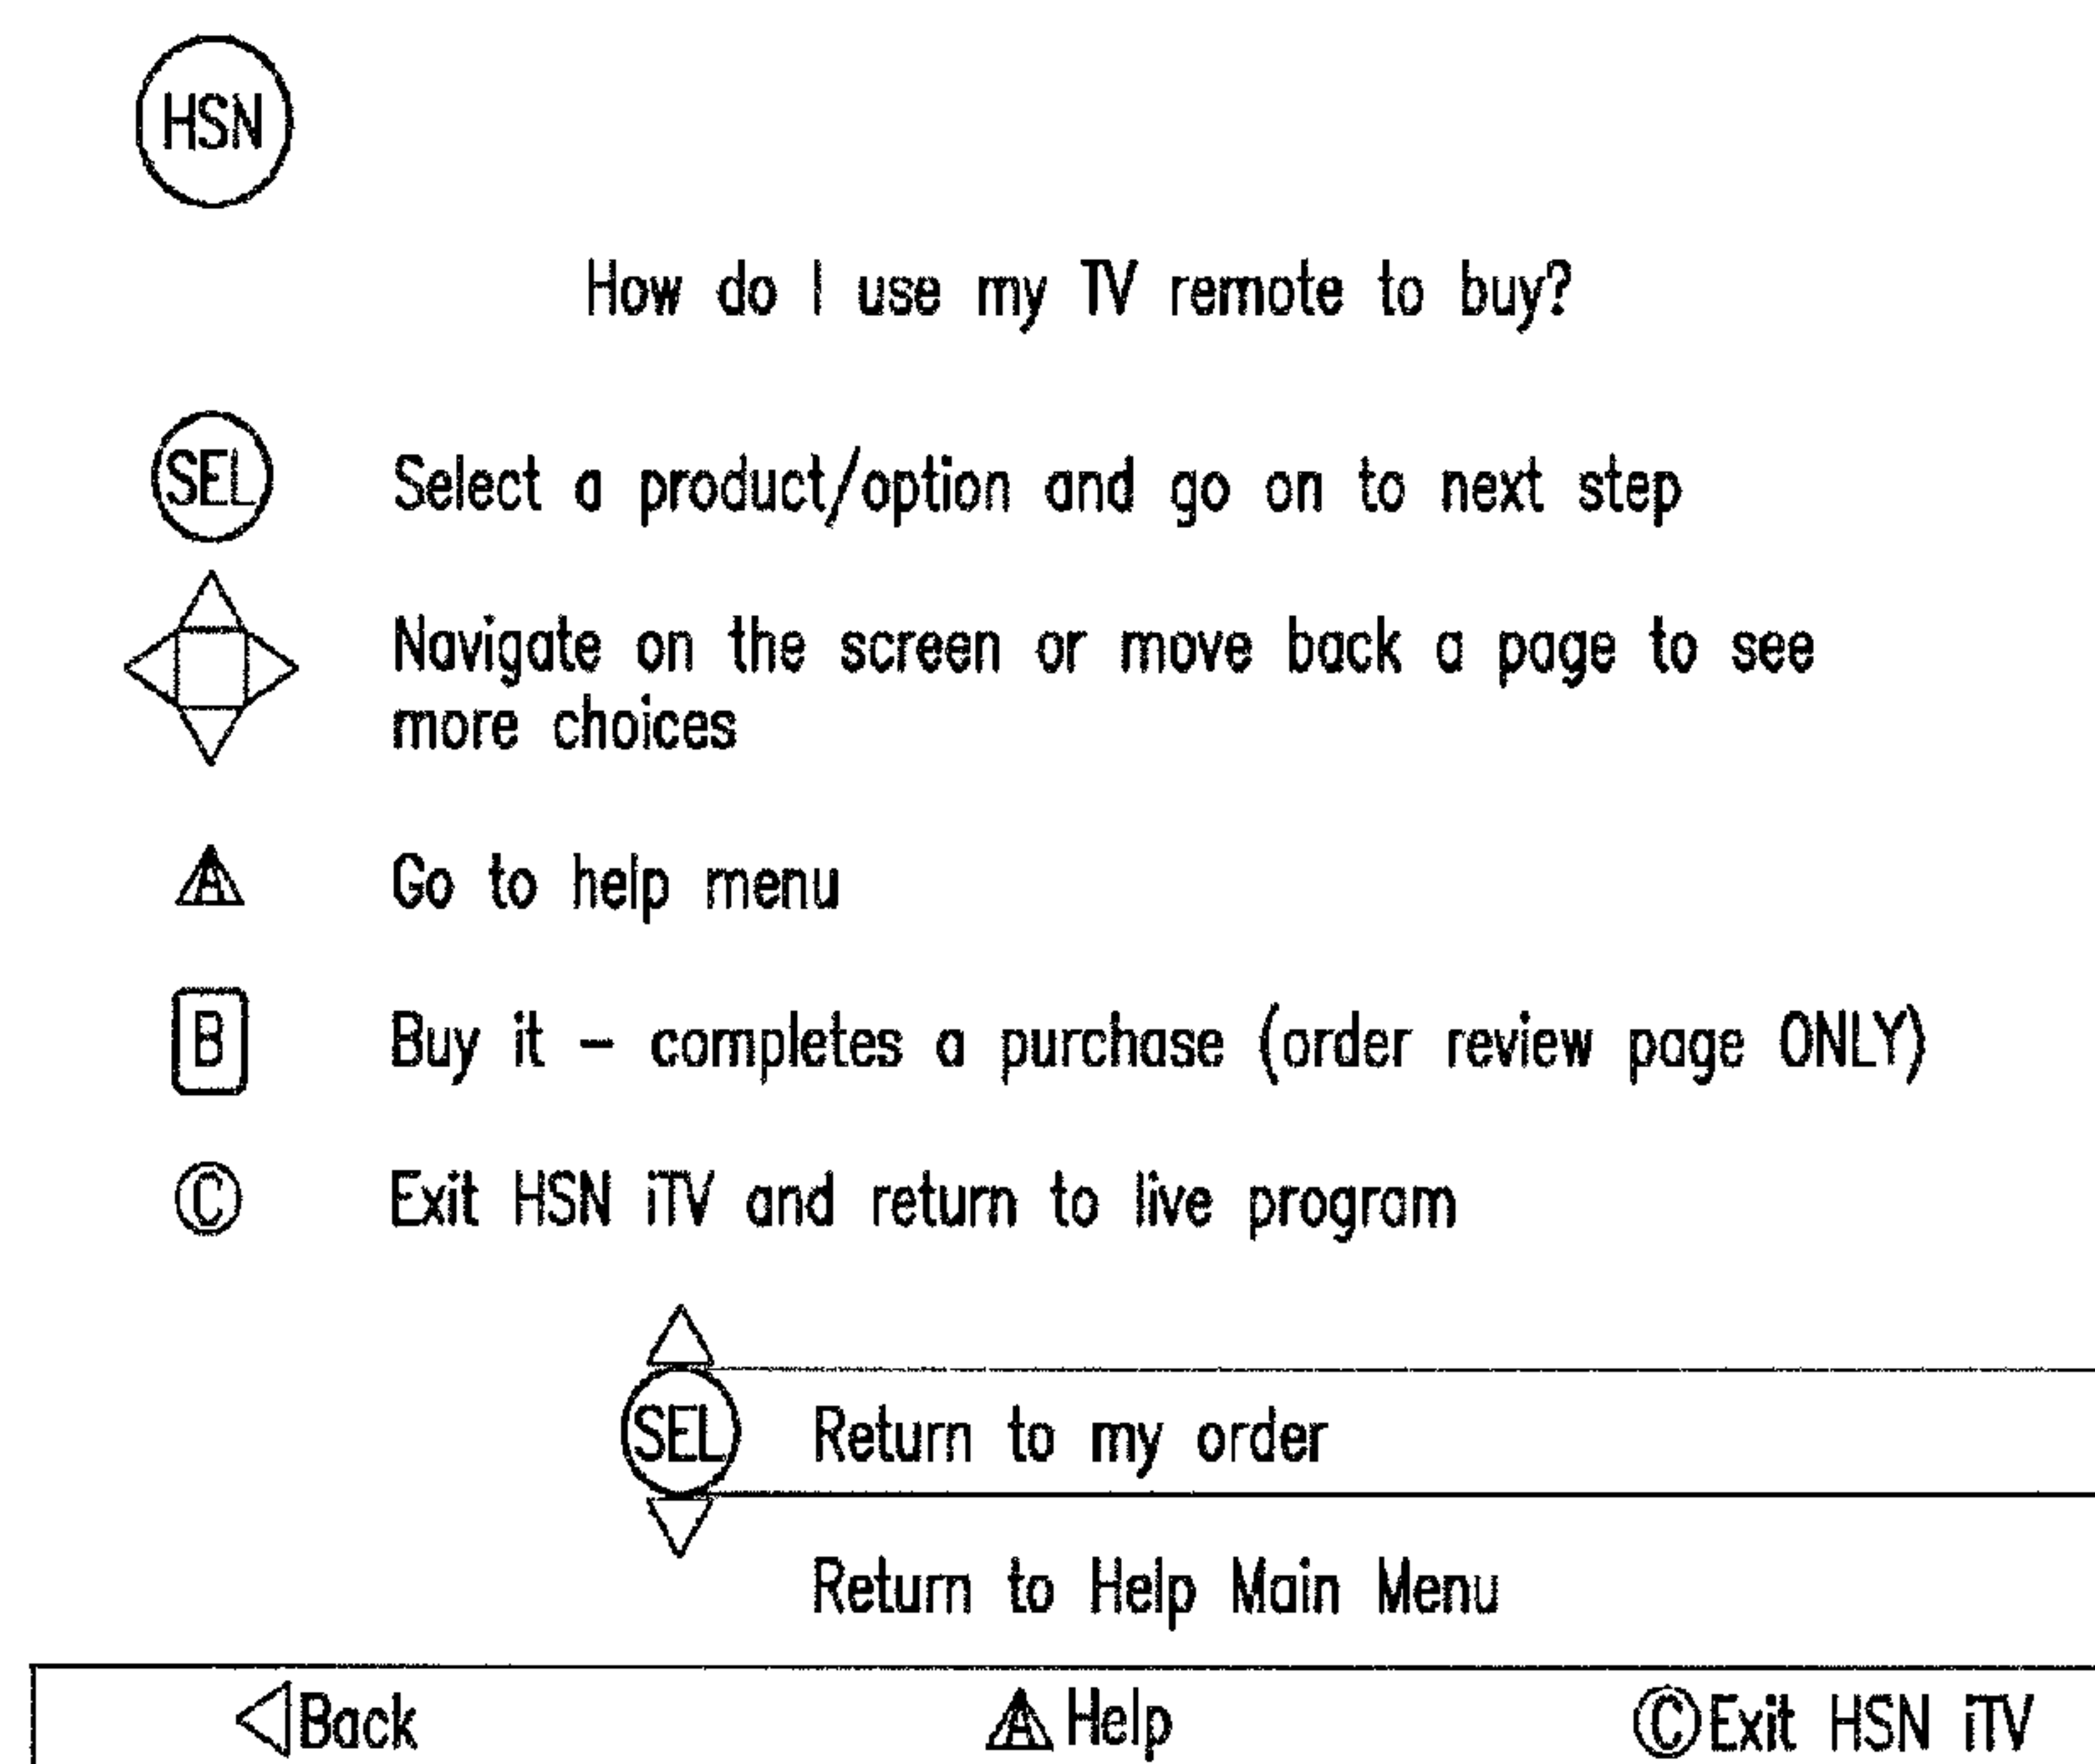 HSN
How do I use my TV remote to buy?
SEL Select a product/option and go on to next step
Navigate on the screen or move back a page to see
more choices
A Go to help menu
B Buy it – completes a purchase (order review page ONLY)
C Exit HSN iTV and return to live program
SEL Return to my order
Return to Help Main Menu
Back A Help C Exit HSN iTV